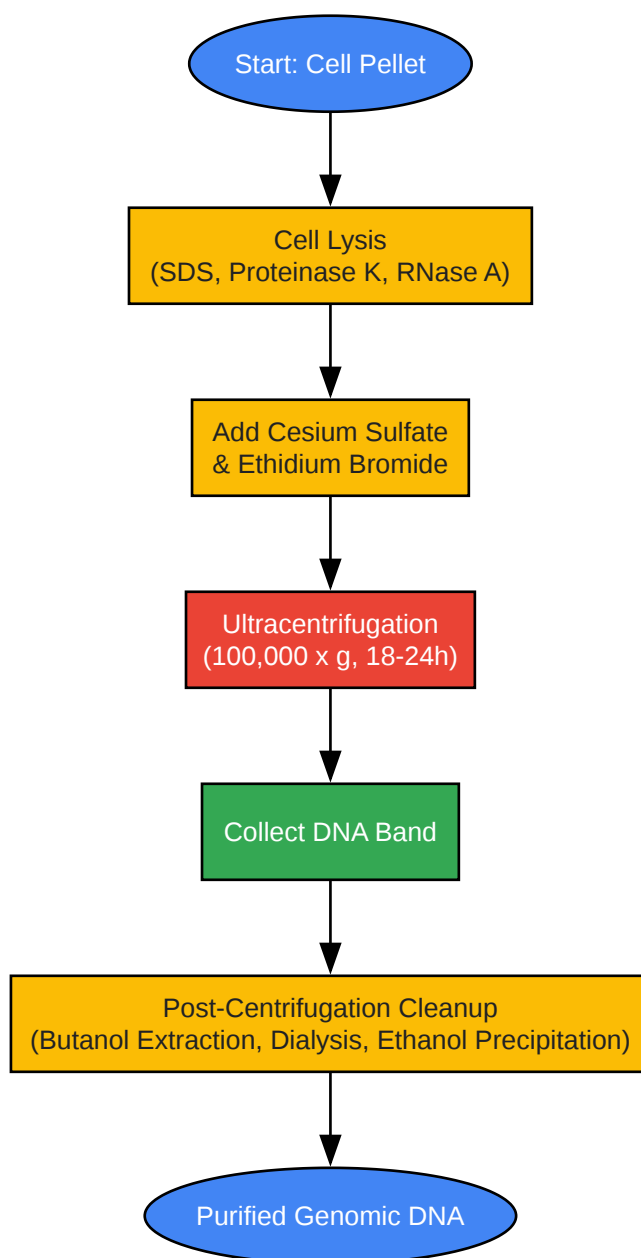 Start: Cell Pellet
Cell Lysis
(SDS, Proteinase K, RNase A)
Add Cesium Sulfate
& Ethidium Bromide
Ultracentrifugation
(100,000 x g, 18-24h)
Collect DNA Band
Post-Centrifugation Cleanup
(Butanol Extraction, Dialysis, Ethanol Precipitation)
Purified Genomic DNA